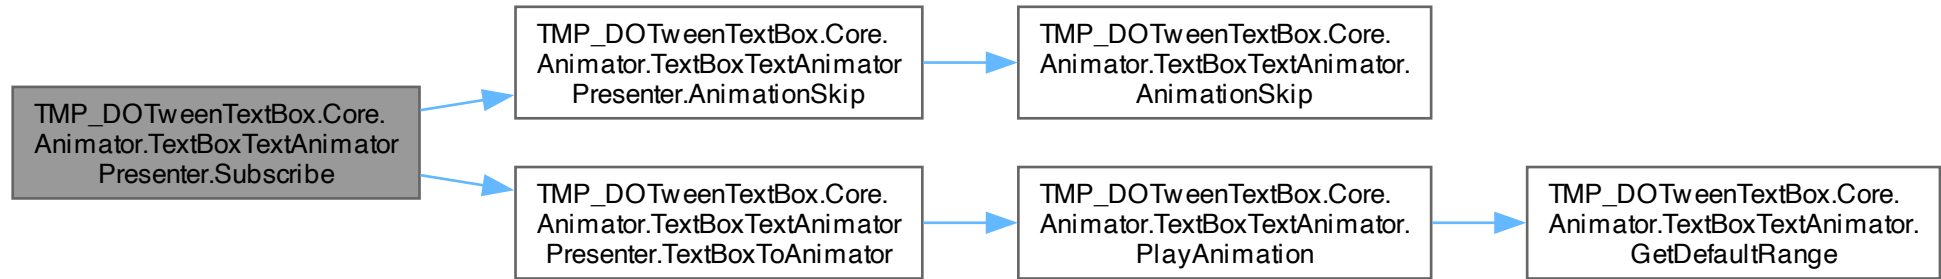 TMP_DOTweenTextBox.Core.
Animator.TextBoxTextAnimator
Presenter.Subscribe
TMP_DOTweenTextBox.Core.
Animator.TextBoxTextAnimator
Presenter.AnimationSkip
TMP_DOTweenTextBox.Core.
Animator.TextBoxTextAnimator.
AnimationSkip
TMP_DOTweenTextBox.Core.
Animator.TextBoxTextAnimator
Presenter.TextBoxToAnimator
TMP_DOTweenTextBox.Core.
Animator.TextBoxTextAnimator.
PlayAnimation
TMP_DOTweenTextBox.Core.
Animator.TextBoxTextAnimator.
GetDefaultRange